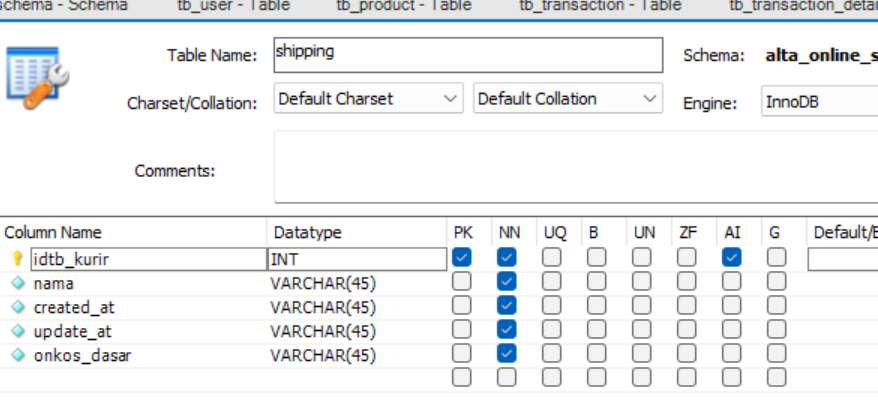 schema - Schema tb_user - Table tb_product - Table tb_transaction - Table tb_transaction_detai
Table Name: shipping Schema: alta_online_s
Charset/Collation: Default Charset Default Collation Engine: InnoDB
Comments:
Column Name Datatype PK NN UQ B UN ZF AI G Default/E
idtb_kurir INT
nama VARCHAR(45)
created_at VARCHAR(45)
update_at VARCHAR(45)
onkos_dasar VARCHAR(45)